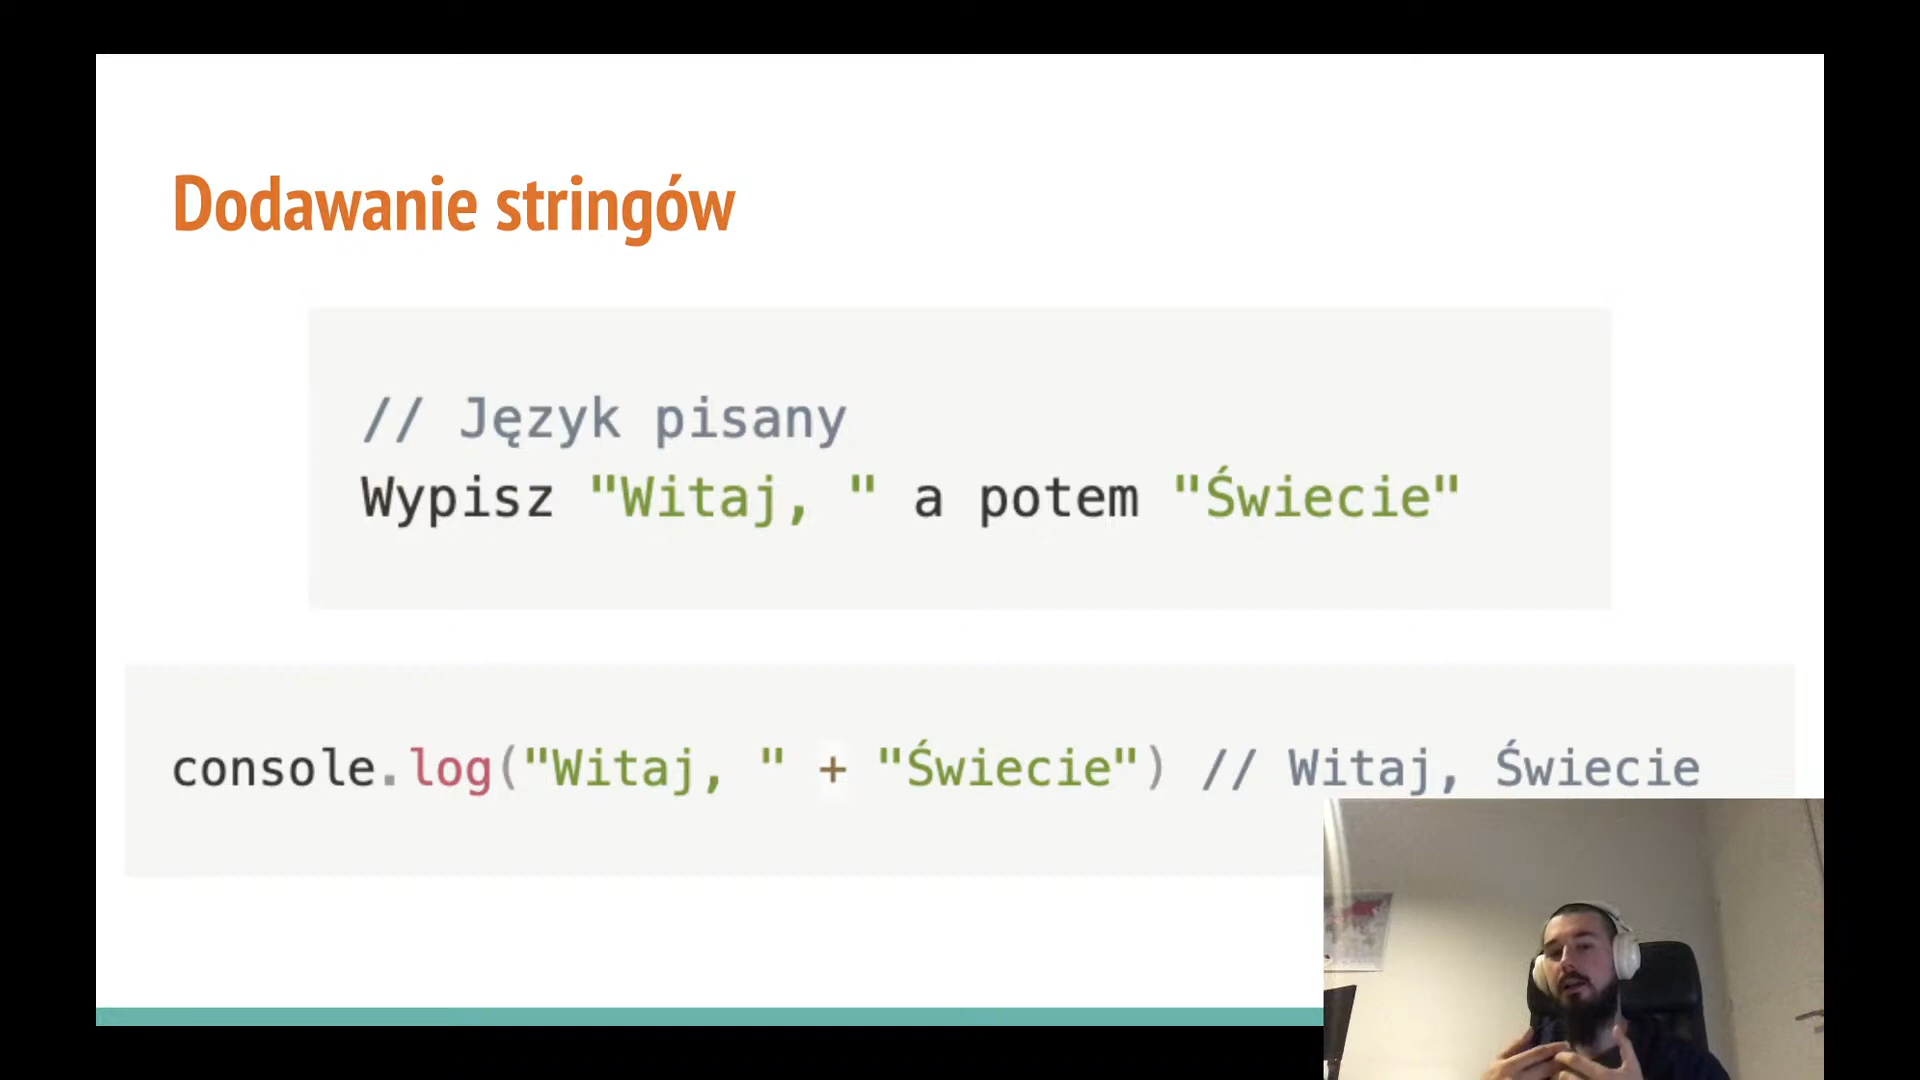 Dodawanie stringów
// Język pisany
Wypisz "Witaj, " a potem "Świecie"
console.log("Witaj, " + "Świecie") // Witaj, Świecie